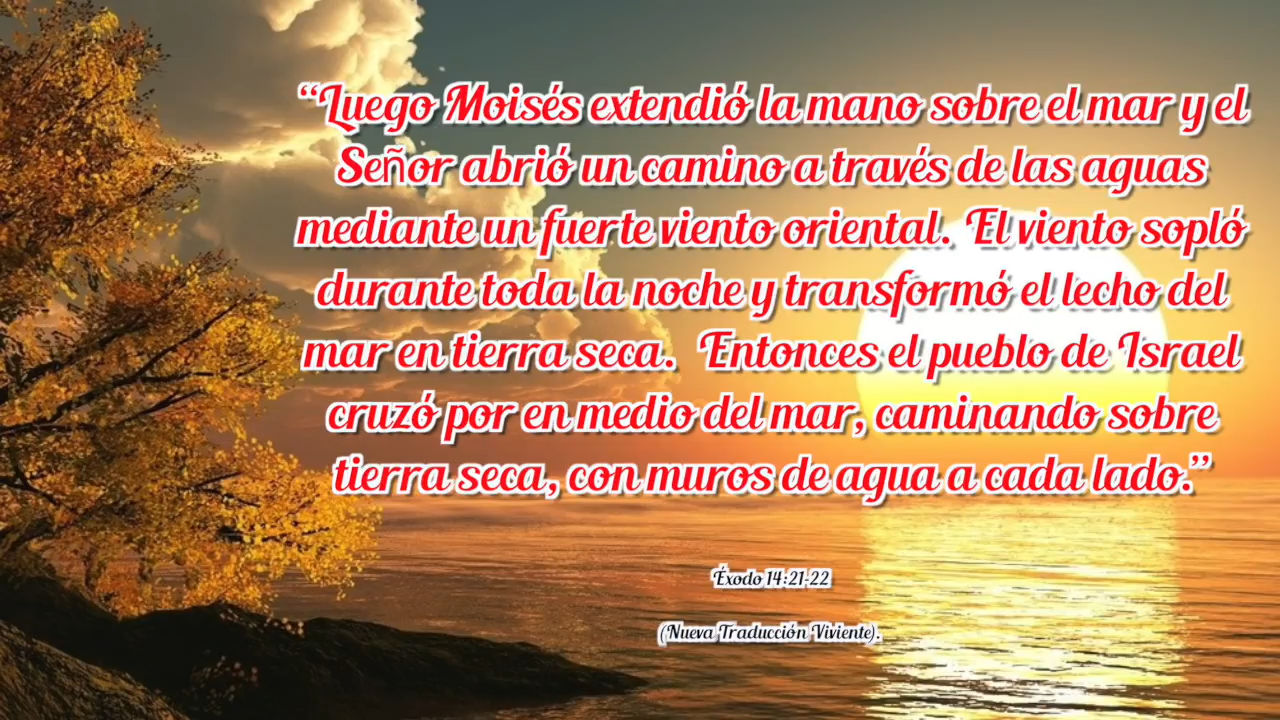 “Luego Moisés extendió la mano sobre el mar y el
Señor abrió un camino a través de las aguas
mediante un fuerte viento oriental. El viento sopló
durante toda la noche y transformó el lecho del
mar en tierra seca. Entonces el pueblo de Israel
cruzó por en medio del mar, caminando sobre
tierra seca, con muros de agua a cada lado.”
Éxodo 14:21-22
(Nueva Traducción Viviente).